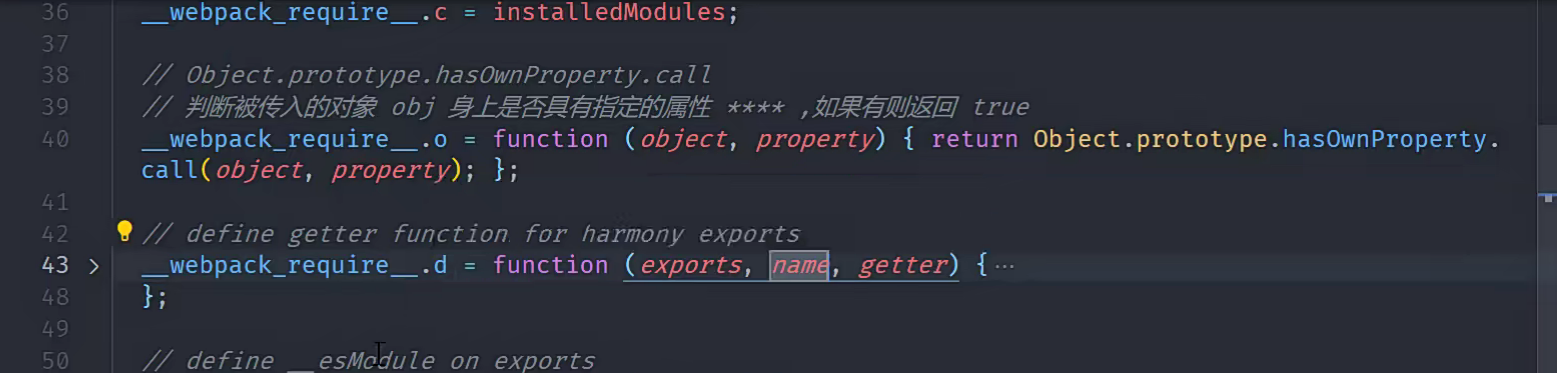 36 __webpack_require__.c = installedModules;
37
38 // Object.prototype.hasOwnProperty.call
39 // 判断被传入的对象 obj 身上是否具有指定的属性 **** ,如果有则返回 true
40 __webpack_require__.o = function (object, property) { return Object.prototype.hasOwnProperty.
call(object, property); };
41
42 // define getter function for harmony exports
43 __webpack_require__.d = function (exports, name, getter) {…
48 };
49
50 // define __esModule on exports